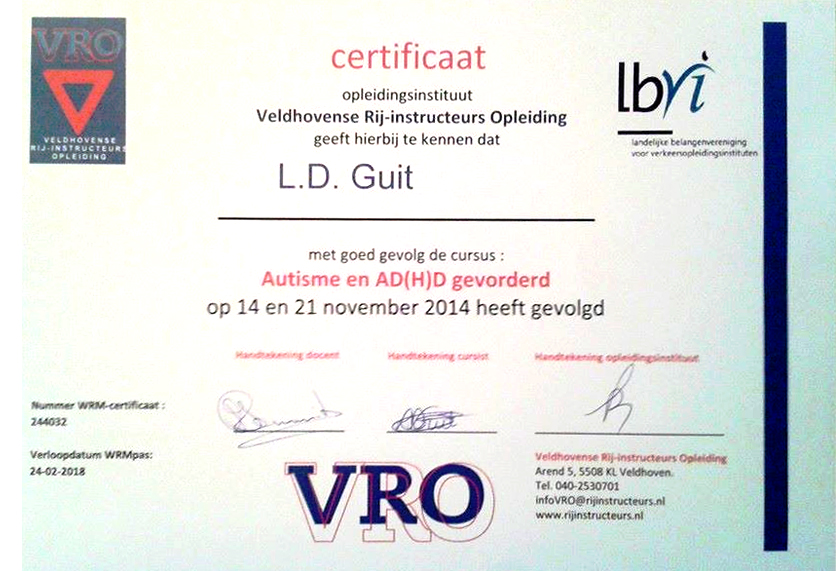 VRO
VELDHOVENSE
RIJ-INSTRUCTEURS
OPLEIDING
certificaat
opleidingsinstituut
Veldhovense Rij-instructeurs Opleiding
geeft hierbij te kennen dat
L.D. Guit
lbvi
landelijke belangenvereniging
voor verkeersopleidingsinstituten
met goed gevolg de cursus :
Autisme en AD(H)D gevorderd
op 14 en 21 november 2014 heeft gevolgd
Handtekening docent
Handtekening cursist
Handtekening opleidingsinstituut
Nummer WRM-certificaat :
244032
Verloopdatum WRMpas:
24-02-2018
VRO
Veldhovense Rij-instructeurs Opleiding
Arend 5, 5508 KL Veldhoven.
Tel. 040-2530701
infoVRO@rijinstructeurs.nl
www.rijinstructeurs.nl